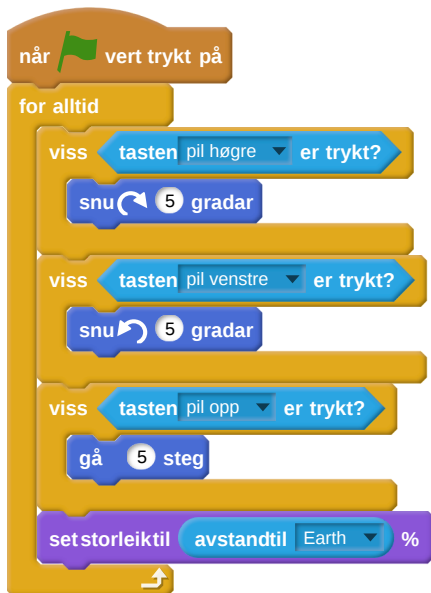 når vert trykt på
for alltid
viss tasten pil høgre er trykt?
snu 5 gradar
viss tasten pil venstre er trykt?
snu 5 gradar
viss tasten pil opp er trykt?
gå 5 steg
set storleik til avstand til Earth %